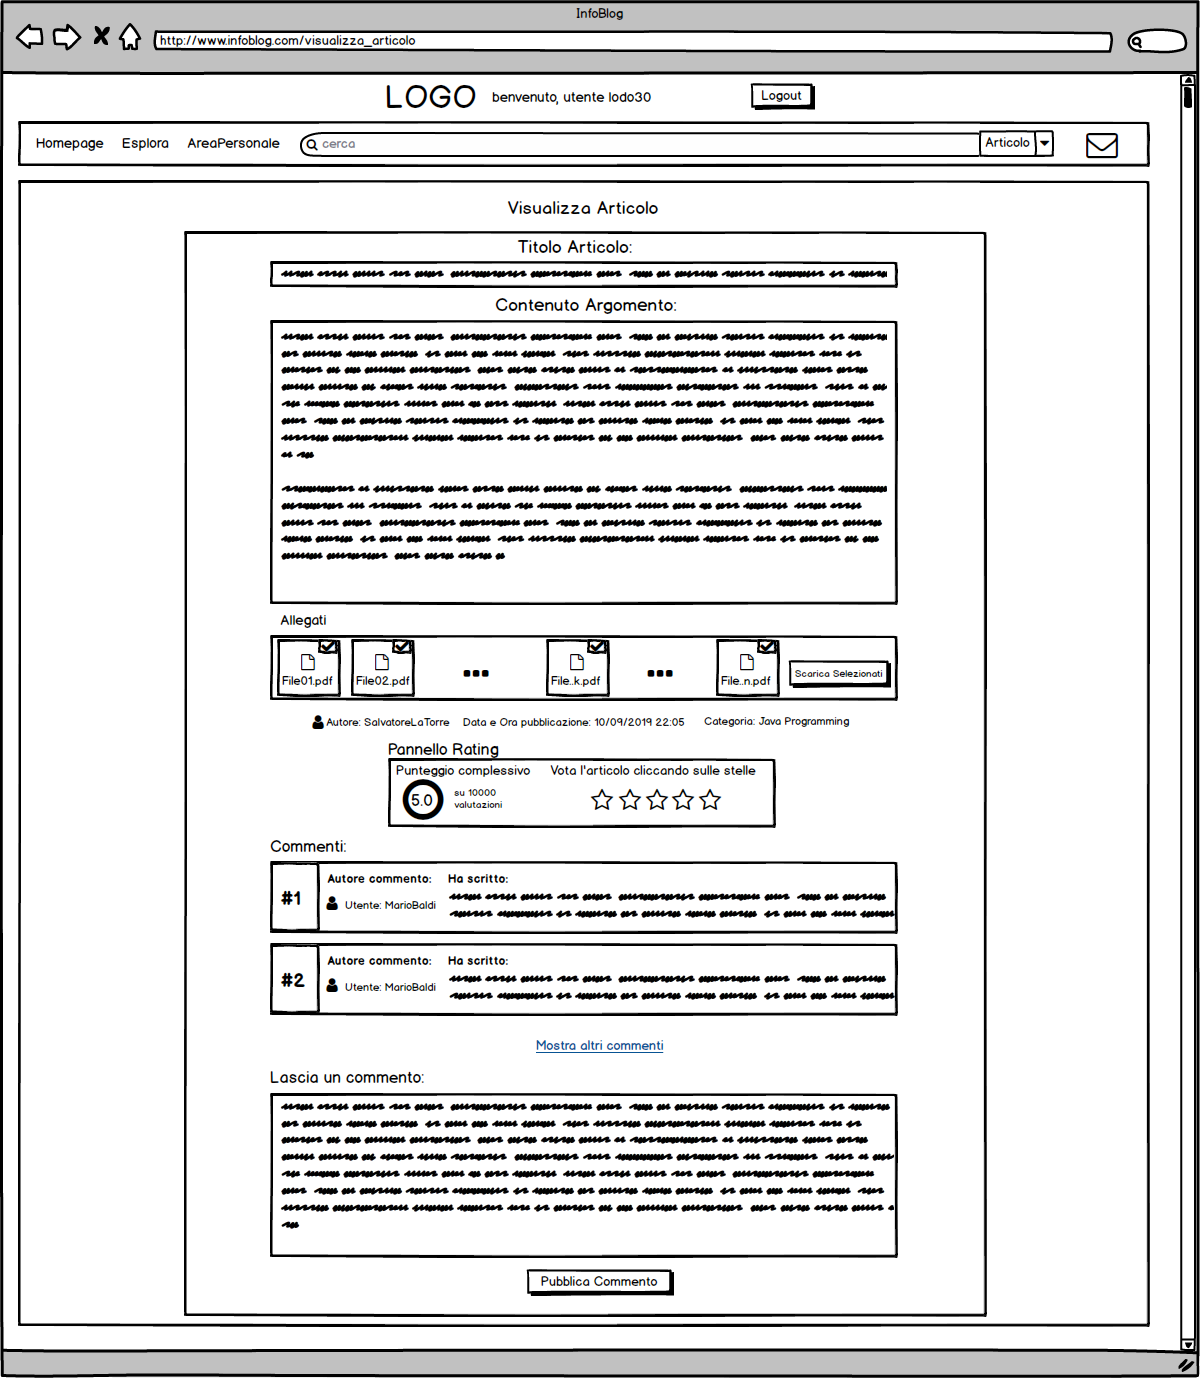 InfoBlog
http://www.infoblog.com/visualizza_articolo
LOGO benvenuto, utente lodo30 Logout
Homepage Esplora AreaPersonale cerca Articolo
Visualizza Articolo
Titolo Articolo:
Contenuto Argomento:
Allegati
File01.pdf File02.pdf ... File..k.pdf ... File..n.pdf Scarica Selezionati
Autore: SalvatoreLaTorre Data e Ora pubblicazione: 10/09/2019 22:05 Categoria: Java Programming
Pannello Rating
Punteggio complessivo Vota l'articolo cliccando sulle stelle
5.0 su 10000
valutazioni
Commenti:
#1 Autore commento: Ha scritto:
Utente: MarioBaldi
#2 Autore commento: Ha scritto:
Utente: MarioBaldi
Mostra altri commenti
Lascia un commento:
Pubblica Commento